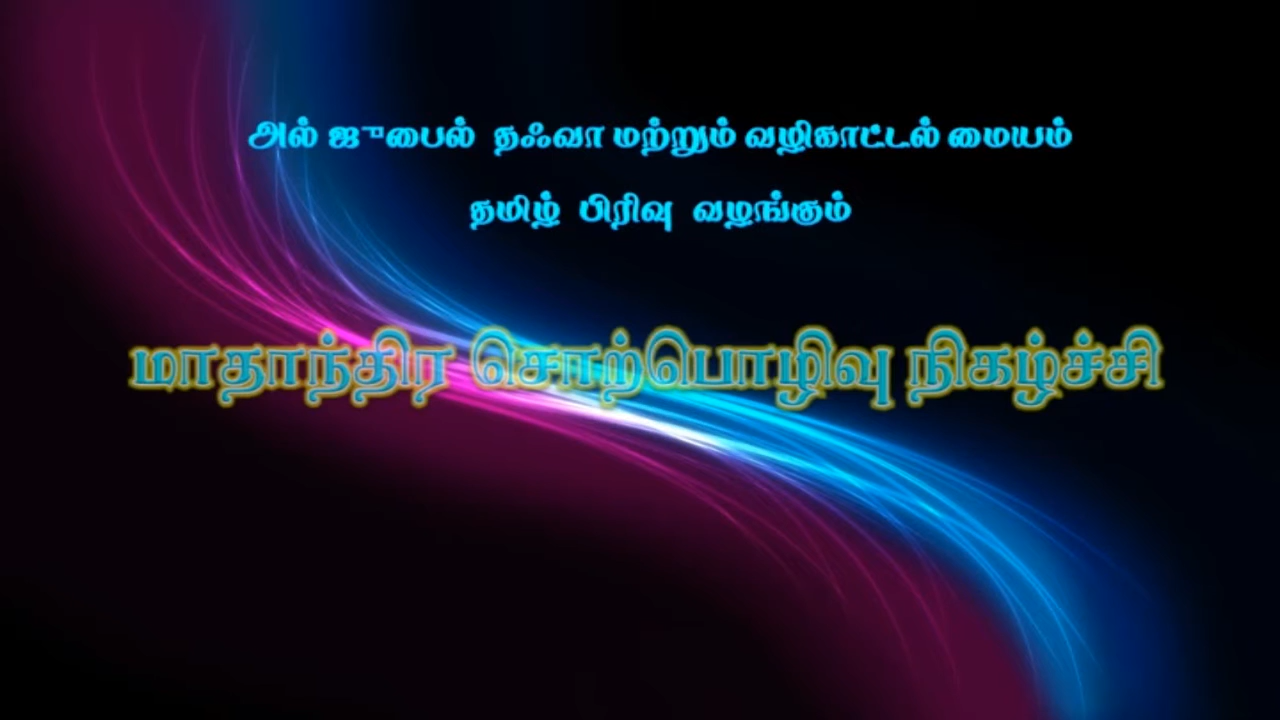 அல் ஜுபைல் தஃவா மற்றும் வழிகாட்டல் மையம்
தமிழ் பிரிவு வழங்கும்
மாதாந்திர சொற்பொழிவு நிகழ்ச்சி